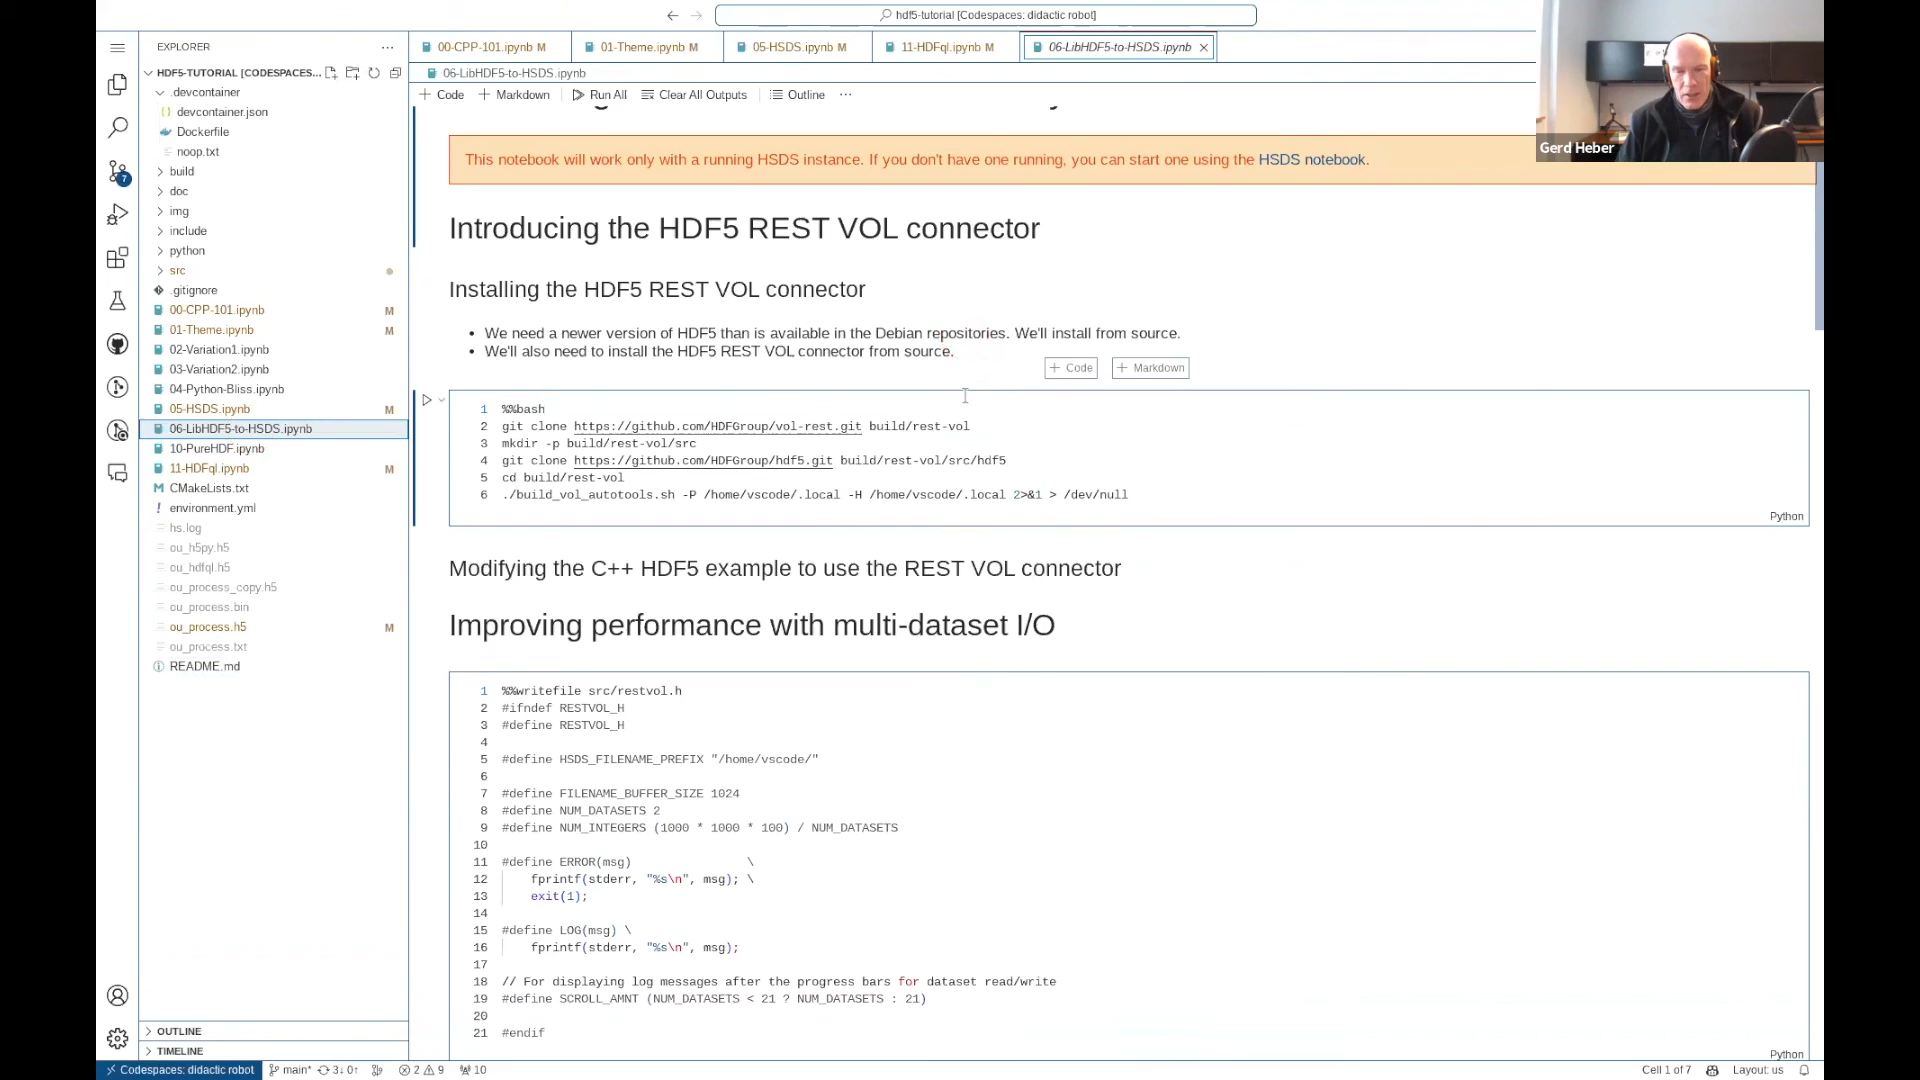 hdf5-tutorial [Codespaces: didactic robot]
EXPLORER
00-CPP-101.ipynb M
01-Theme.ipynb M
05-HSDS.ipynb M
11-HDFql.ipynb M
06-LibHDF5-to-HSDS.ipynb
HDF5-TUTORIAL [CODESPACES...
.devcontainer
devcontainer.json
Dockerfile
noop.txt
build
doc
img
include
python
src
.gitignore
00-CPP-101.ipynb M
01-Theme.ipynb M
02-Variation1.ipynb
03-Variation2.ipynb
04-Python-Bliss.ipynb
05-HSDS.ipynb M
06-LibHDF5-to-HSDS.ipynb
10-PureHDF.ipynb
11-HDFql.ipynb M
CMakeLists.txt
environment.yml
hs.log
ou_h5py.h5
ou_hdfql.h5
ou_process_copy.h5
ou_process.bin
ou_process.h5 M
ou_process.txt
README.md
OUTLINE
TIMELINE
7
06-LibHDF5-to-HSDS.ipynb
Code Markdown Run All Clear All Outputs Outline ...
This notebook will work only with a running HSDS instance. If you don't have one running, you can start one using the HSDS notebook.
Introducing the HDF5 REST VOL connector
Installing the HDF5 REST VOL connector
• We need a newer version of HDF5 than is available in the Debian repositories. We'll install from source.
• We'll also need to install the HDF5 REST VOL connector from source.
+ Code + Markdown
1 %%bash
2 git clone https://github.com/HDFGroup/vol-rest.git build/rest-vol
3 mkdir -p build/rest-vol/src
4 git clone https://github.com/HDFGroup/hdf5.git build/rest-vol/src/hdf5
5 cd build/rest-vol
6 ./build_vol_autotools.sh -P /home/vscode/.local -H /home/vscode/.local 2>&1 > /dev/null
Python
Modifying the C++ HDF5 example to use the REST VOL connector
Improving performance with multi-dataset I/O
1 %%writefile src/restvol.h
2 #ifndef RESTVOL_H
3 #define RESTVOL_H
4
5 #define HSDS_FILENAME_PREFIX "/home/vscode/"
6
7 #define FILENAME_BUFFER_SIZE 1024
8 #define NUM_DATASETS 2
9 #define NUM_INTEGERS (1000 * 1000 * 100) / NUM_DATASETS
10
11 #define ERROR(msg) \
12 fprintf(stderr, "%s\n", msg); \
13 exit(1);
14
15 #define LOG(msg) \
16 fprintf(stderr, "%s\n", msg);
17
18 // For displaying log messages after the progress bars for dataset read/write
19 #define SCROLL_AMNT (NUM_DATASETS < 21 ? NUM_DATASETS : 21)
20
21 #endif
Python
Gerd Heber
Codespaces: didactic robot main* 3↓ 0↑ 2 9 10
Cell 1 of 7 Layout: us